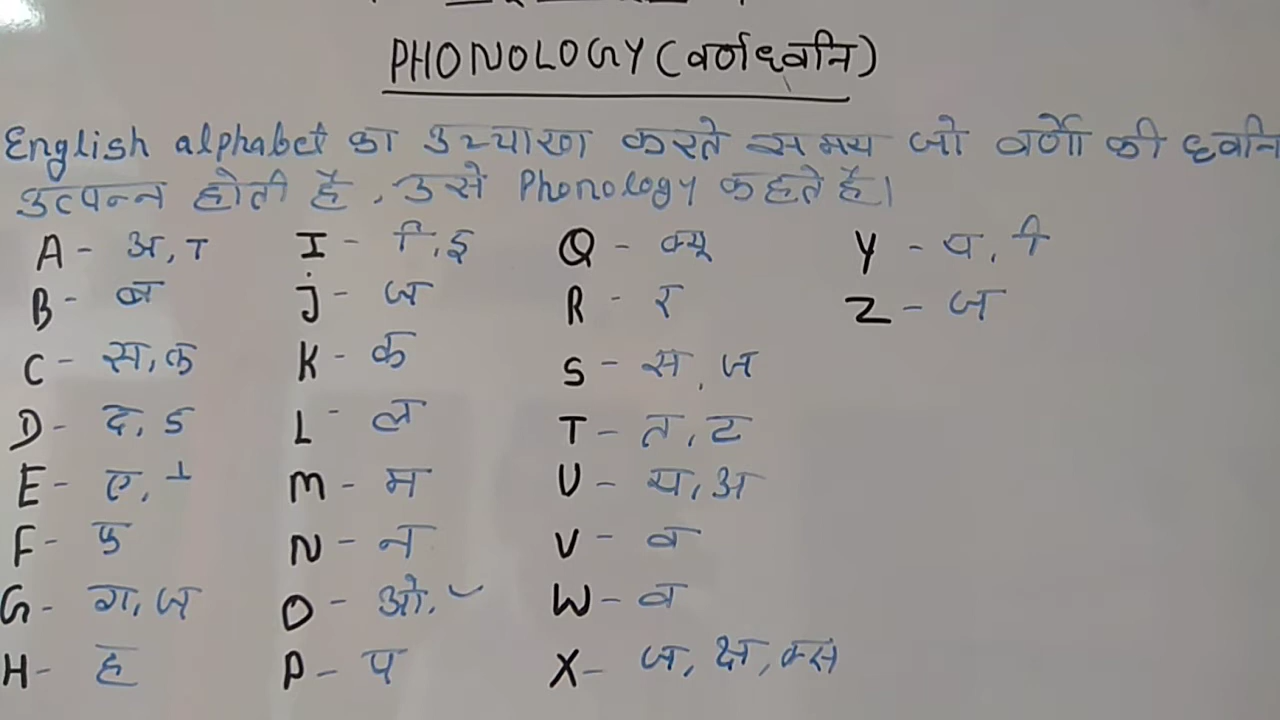 PHONOLOGY (वर्णध्वनि)
English alphabet का उच्चारण करते समय जो वर्णो की ध्वनि
उत्पन्न होती है, उसे Phonology कहते है।
A - अ, ा I - ि, इ Q - क्यू Y - य, ी
B - ब J - ज R - र Z - ज
C - स, क K - क S - स, ज
D - द, ड L - ल T - त, ट
E - ए, े M - म U - य, अ
F - फ N - न V - व
G - ग, ज O - ओ, ॅ W - व
H - ह P - प X - ज, क्ष, क्स